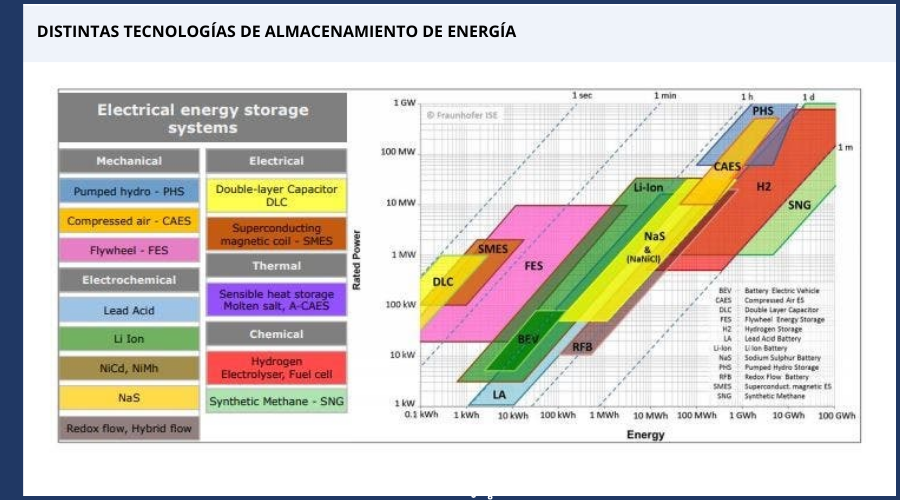 DISTINTAS TECNOLOGÍAS DE ALMACENAMIENTO DE ENERGÍA
Electrical energy storage
systems
Mechanical
Pumped hydro - PHS
Compressed air - CAES
Flywheel - FES
Electrochemical
Lead Acid
Li Ion
NiCd, NiMh
NaS
Redox flow, Hybrid flow
Electrical
Double-layer Capacitor
DLC
Superconducting
magnetic coil - SMES
Thermal
Sensible heat storage
Molten salt, A-CAES
Chemical
Hydrogen
Electrolyser, Fuel cell
Synthetic Methane - SNG
1 sec
1 min
1 h
1 d
1 m
© Fraunhofer ISE
Rated Power
1 GW
100 MW
10 MW
1 MW
100 kW
10 kW
1 kW
PHS
CAES
Li-Ion
H2
SNG
NaS
&
(NaNiCl)
SMES
FES
DLC
BEV
RFB
LA
BEV Battery Electric Vehicle
CAES Compressed Air ES
DLC Double Layer Capacitor
FES Flywheel Energy Storage
H2 Hydrogen Storage
LA Lead Acid Battery
Li-Ion Li Ion Battery
NaS Sodium Sulphur Battery
PHS Pumped Hydro Storage
RFB Redox Flow Battery
SMES Superconduct. magnetic ES
SNG Synthetic Methane
0.1 kWh 1 kWh 10 kWh 100 kWh 1 MWh 10 MWh 100 MWh 1 GWh 10 GWh 100 GWh
Energy